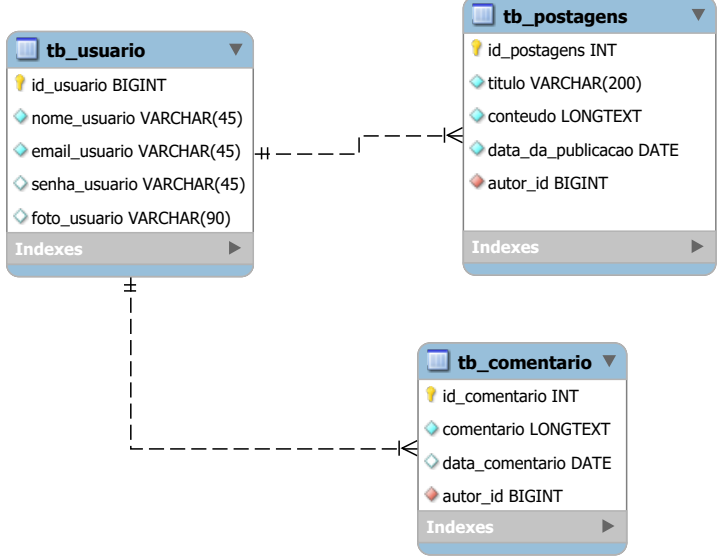 tb_usuario
id_usuario BIGINT
nome_usuario VARCHAR(45)
email_usuario VARCHAR(45)
senha_usuario VARCHAR(45)
foto_usuario VARCHAR(90)
Indexes
tb_postagens
id_postagens INT
titulo VARCHAR(200)
conteudo LONGTEXT
data_da_publicacao DATE
autor_id BIGINT
Indexes
tb_comentario
id_comentario INT
comentario LONGTEXT
data_comentario DATE
autor_id BIGINT
Indexes